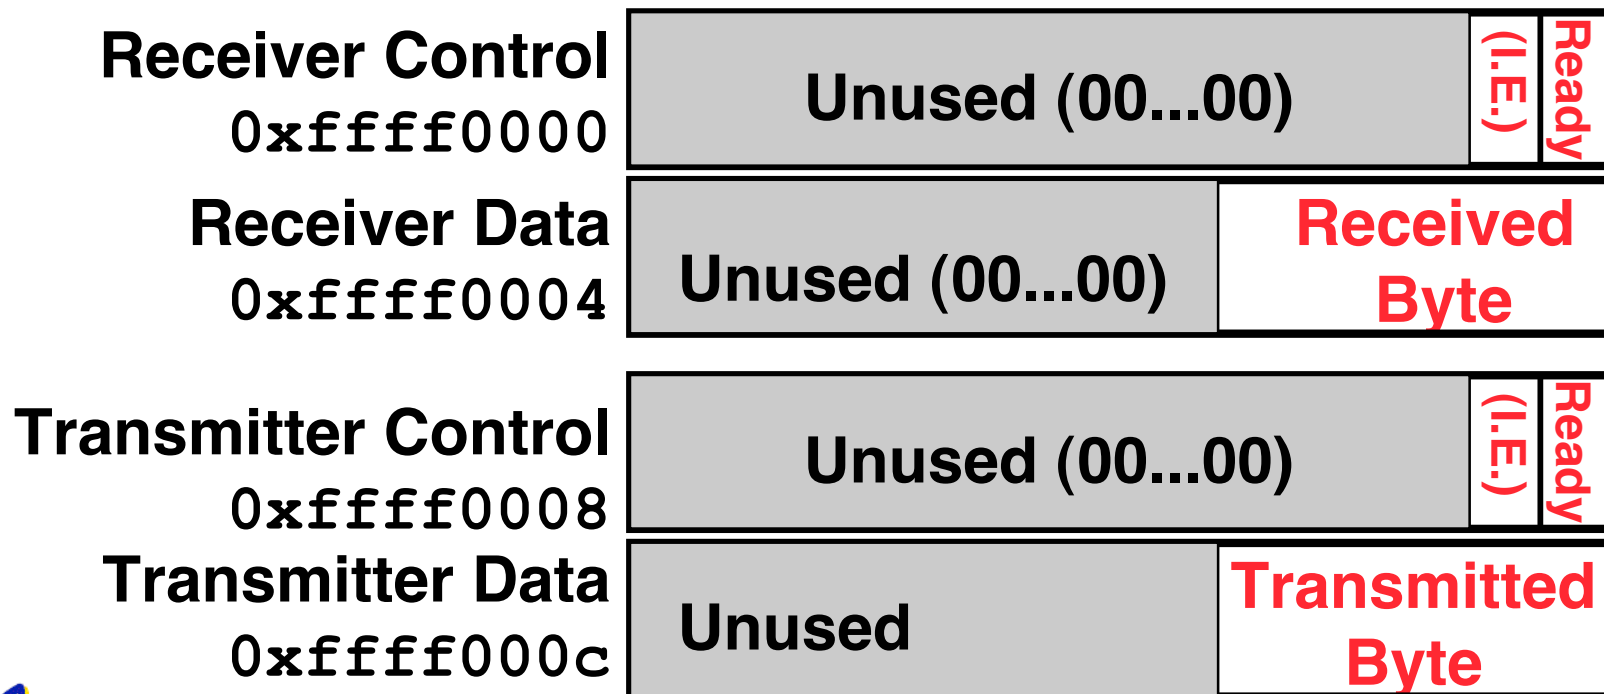 Receiver Control
0xffff0000
Unused (00...00)
(I.E.)
Ready
Receiver Data
0xffff0004
Unused (00...00)
Received
Byte
Transmitter Control
0xffff0008
Unused (00...00)
(I.E.)
Ready
Transmitter Data
0xffff000c
Unused
Transmitted
Byte